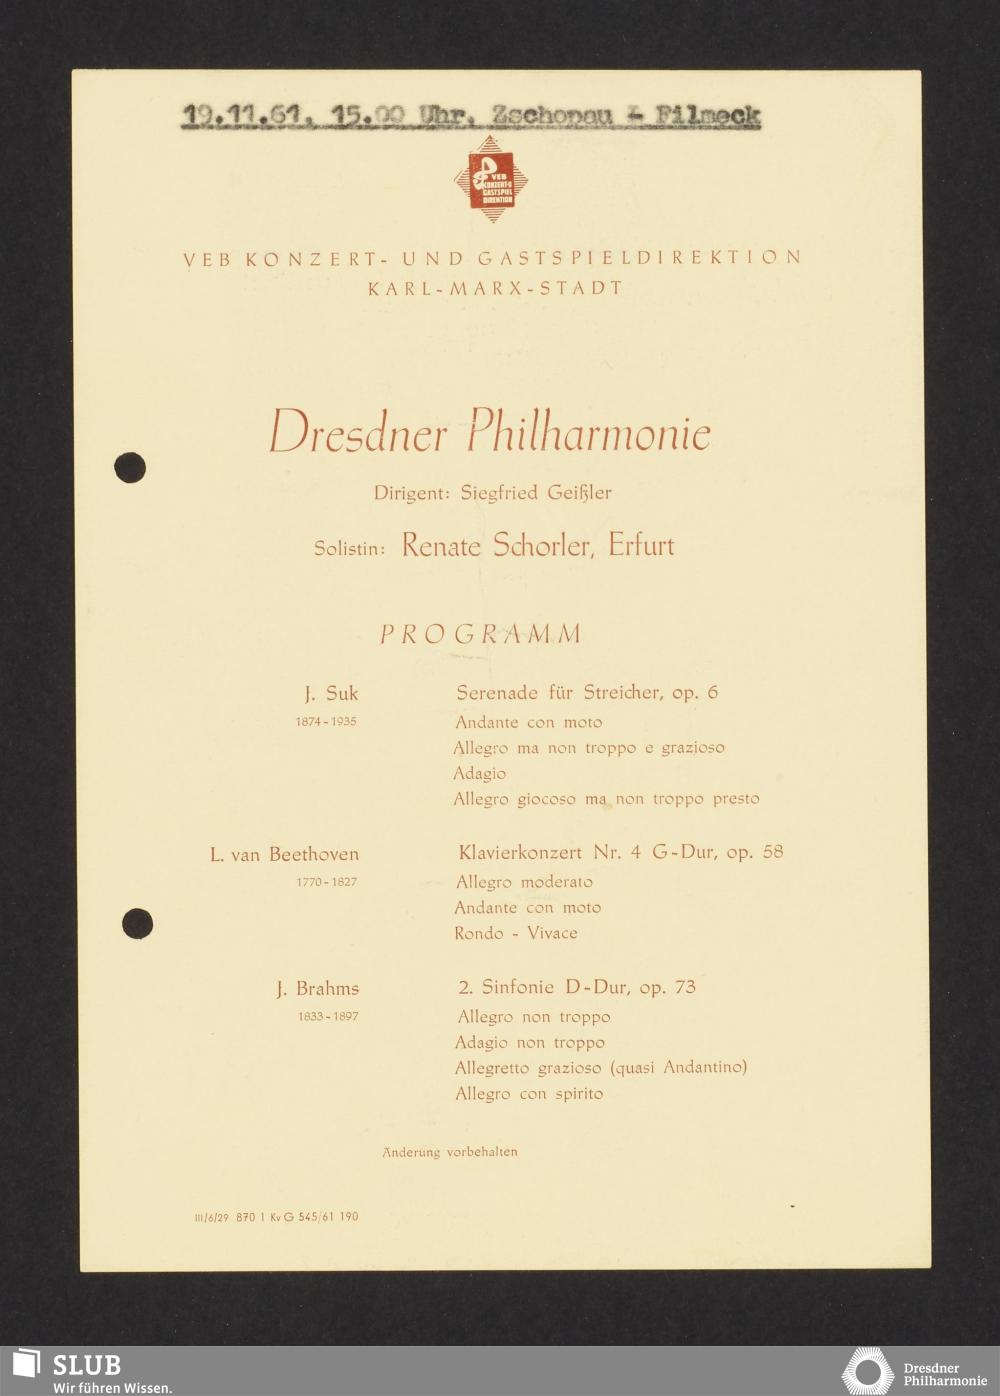 19.11.61, 15.00 Uhr, Zschopau - Filmeck
VEB
KONZERT-U
GASTSPIEL
DIREKTION
VEB KONZERT- UND GASTSPIELDIREKTION
KARL-MARX-STADT
Dresdner Philharmonie
Dirigent: Siegfried Geißler
Solistin: Renate Schorler, Erfurt
PROGRAMM
J. Suk Serenade für Streicher, op. 6
1874-1935 Andante con moto
Allegro ma non troppo e grazioso
Adagio
Allegro giocoso ma non troppo presto
L. van Beethoven Klavierkonzert Nr. 4 G-Dur, op. 58
1770-1827 Allegro moderato
Andante con moto
Rondo - Vivace
J. Brahms 2. Sinfonie D-Dur, op. 73
1833-1897 Allegro non troppo
Adagio non troppo
Allegretto grazioso (quasi Andantino)
Allegro con spirito
Änderung vorbehalten
III/6/29 870 1 Kv G 545/61 190
SLUB
Wir führen Wissen.
Dresdner
Philharmonie